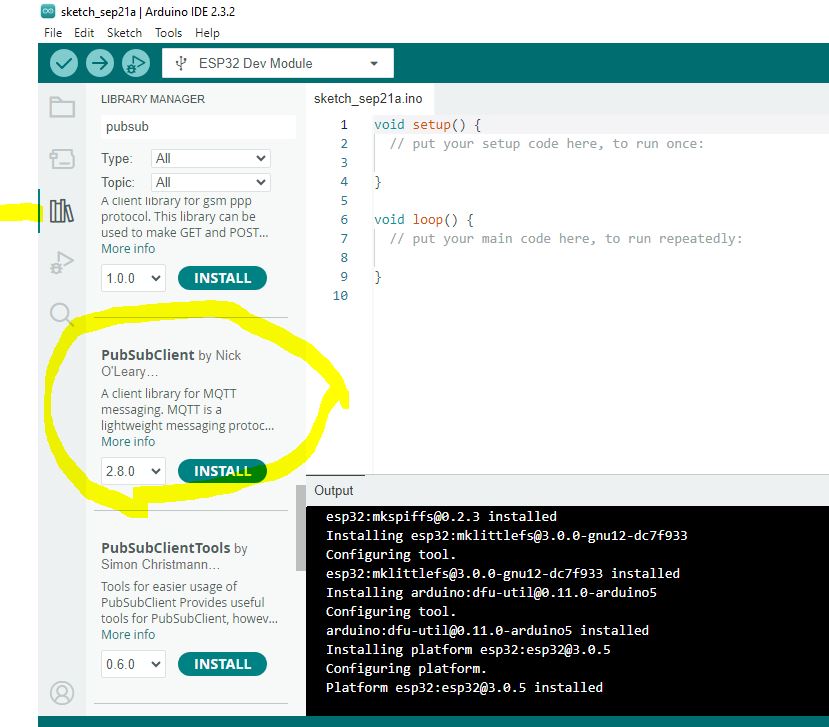 sketch_sep21a | Arduino IDE 2.3.2
File Edit Sketch Tools Help
ESP32 Dev Module
LIBRARY MANAGER
pubsub
Type: All
Topic: All
A client library for gsm ppp
protocol. This library can be
used to make GET and POST...
More info
1.0.0 INSTALL
PubSubClient by Nick
O'Leary...
A client library for MQTT
messaging. MQTT is a
lightweight messaging protoc...
More info
2.8.0 INSTALL
PubSubClientTools by
Simon Christmann...
Tools for easier usage of
PubSubClient Provides useful
tools for PubSubClient, howev...
More info
0.6.0 INSTALL
sketch_sep21a.ino
1 void setup() {
2 // put your setup code here, to run once:
3
4 }
5
6 void loop() {
7 // put your main code here, to run repeatedly:
8
9 }
10
Output
esp32:mkspiffs@0.2.3 installed
Installing esp32:mklittlefs@3.0.0-gnu12-dc7f933
Configuring tool.
esp32:mklittlefs@3.0.0-gnu12-dc7f933 installed
Installing arduino:dfu-util@0.11.0-arduino5
Configuring tool.
arduino:dfu-util@0.11.0-arduino5 installed
Installing platform esp32:esp32@3.0.5
Configuring platform.
Platform esp32:esp32@3.0.5 installed